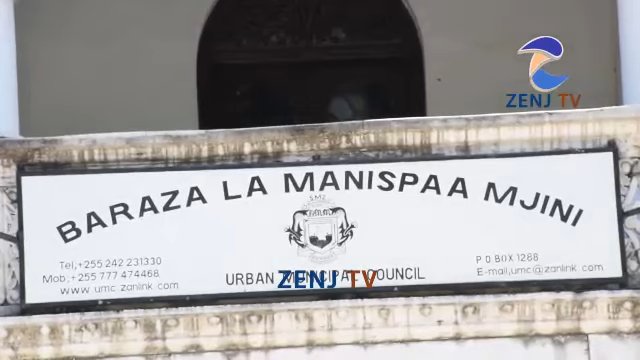 ZENJ TV
BARAZA LA MANISPAA MJINI
SMZ
Tel,+255 242 231330
Mob,+255 777 474468
www.umc.zanlink.com
URBAN MUNICIPAL COUNCIL
P O BOX 1288
E-mail,umc@zanlink.com
ZENJ TV